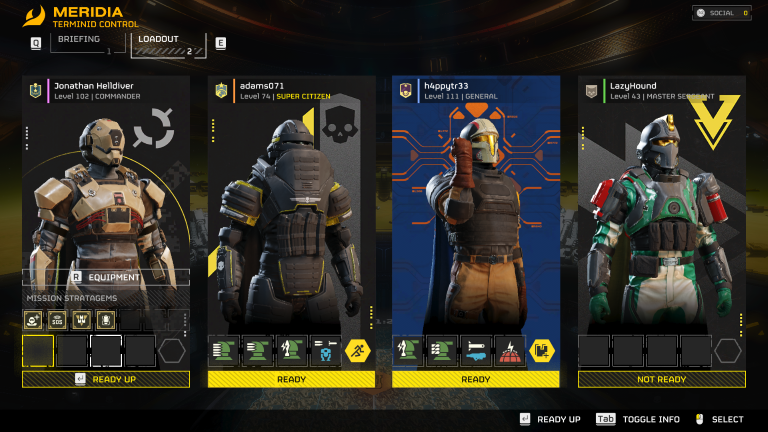 MERIDIA
TERMINID CONTROL
SOCIAL 0
Q BRIEFING 1 LOADOUT 2 E
Jonathan Helldiver
Level 102 | COMMANDER
adams071
Level 74 | SUPER CITIZEN
h4ppytr33
Level 111 | GENERAL
LazyHound
Level 43 | MASTER SERGEANT
R EQUIPMENT
MISSION STRATAGEMS
SOS
READY UP
READY
READY
NOT READY
READY UP Tab TOGGLE INFO SELECT